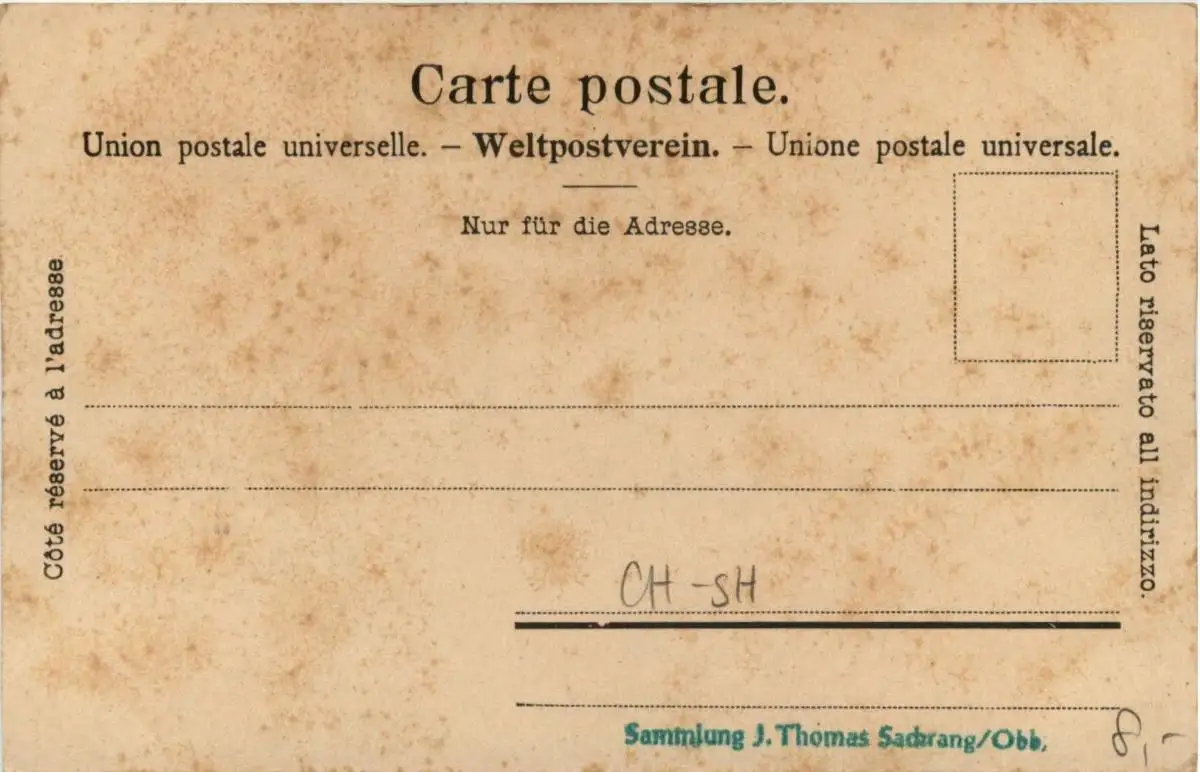 Carte postale.
Union postale universelle. – Weltpostverein. – Unione postale universale.
Nur für die Adresse.
Côté réservé à l'adresse
Lato riservato all indirizzo.
CH-SH
Sammlung J. Thomas Sachrang/Obb.
8,-